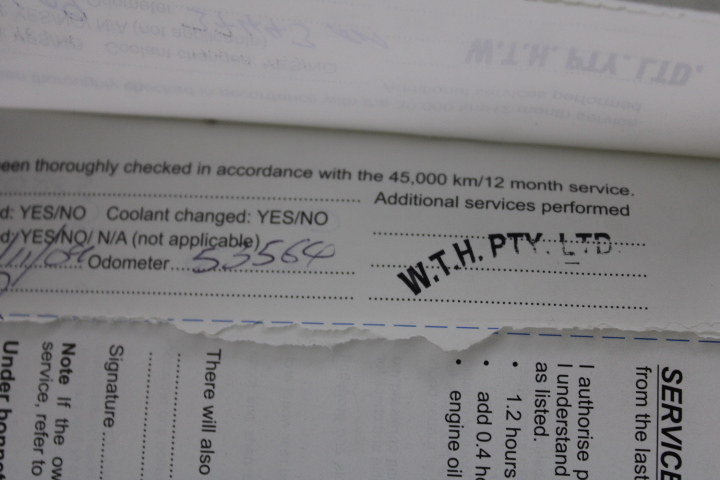 een thoroughly checked in accordance with the 45,000 km/12 month service.
Additional services performed
d: YES/NO Coolant changed: YES/NO
d/YES/NO/ N/A (not applicable)
Odometer 53564
W.T.H. PTY. LTD.
SERVICE
from the last
I authorise p
I understand
as listed.
• 1.2 hours
• add 0.4 h
• engine oil
There will also
Signature
Note If the ow
service, refer to
Under bonnet